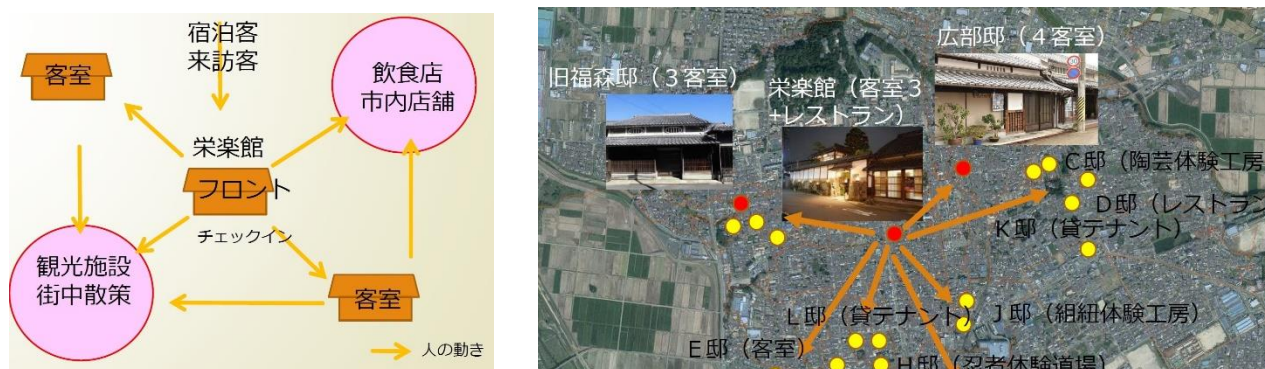 宿泊客
来訪客
客室
飲食店
市内店舗
栄楽館
フロント
チェックイン
観光施設
街中散策
客室
人の動き
広部邸（４客室）
旧福森邸（３客室）
栄楽館（客室３
+レストラン）
C邸（陶芸体験工房
D邸（レストラン
K邸（貸テナント）
L邸（貸テナント）
J邸（組紐体験工房）
E邸（客室）
H邸（忍者体験道場）